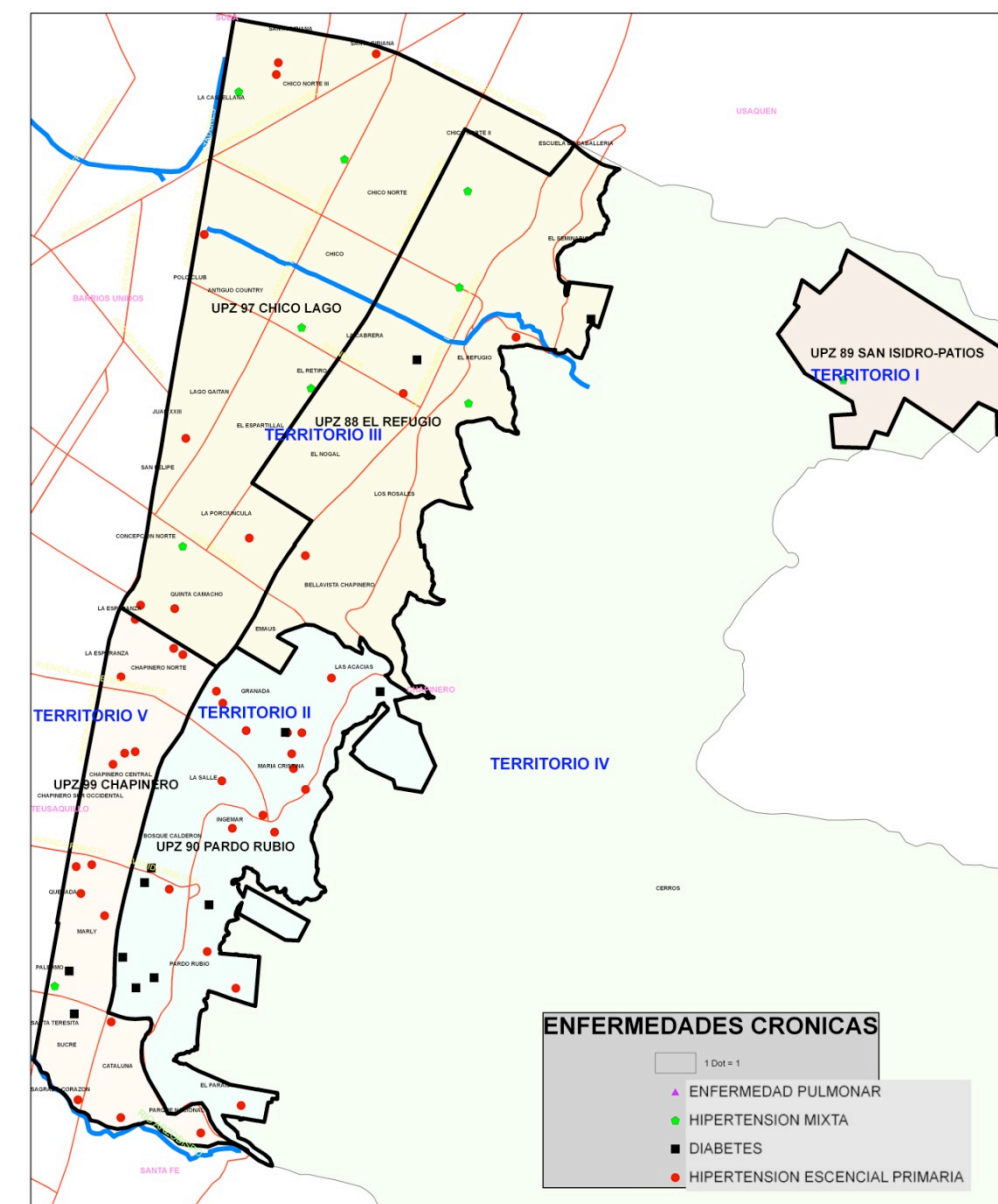 SUBA
CHICO NORTE III
LA CASTELLANA
USAQUEN
CHICO NORTE II
ESCUELA DE CABALLERIA
CHICO NORTE
EL SEMINARIO
CHICO
POLO CLUB
ANTIGUO COUNTRY
BARRIOS UNIDOS
UPZ 97 CHICO LAGO
LA CABRERA
UPZ 89 SAN ISIDRO-PATIOS
TERRITORIO I
EL REFUGIO
EL RETIRO
LAGO GAITAN
JUAN XXIII
UPZ 88 EL REFUGIO
EL ESPARTILLAL
TERRITORIO III
EL NOGAL
SAN FELIPE
LOS ROSALES
LA PORCIUNCULA
CONCEPCION NORTE
BELLAVISTA CHAPINERO
QUINTA CAMACHO
LA ESPERANZA
EMAUS
LA ESPERANZA
CHAPINERO NORTE
LAS ACACIAS
GRANADA
CHAPINERO
TERRITORIO V
TERRITORIO II
TERRITORIO IV
MARIA CRISTINA
CHAPINERO CENTRAL
LA SALLE
UPZ 99 CHAPINERO
CHAPINERO SUR OCCIDENTAL
TEUSAQUILLO
INGEMAR
BOSQUE CALDERON
UPZ 90 PARDO RUBIO
QUESADA
CERROS
MARLY
PALERMO
PARDO RUBIO
SANTA TERESITA
SUCRE
CATALUNA
SAGRADO CORAZON
EL PARAISO
PARQUE NACIONAL
SANTA FE
ENFERMEDADES CRONICAS
1 Dot = 1
ENFERMEDAD PULMONAR
HIPERTENSION MIXTA
DIABETES
HIPERTENSION ESCENCIAL PRIMARIA